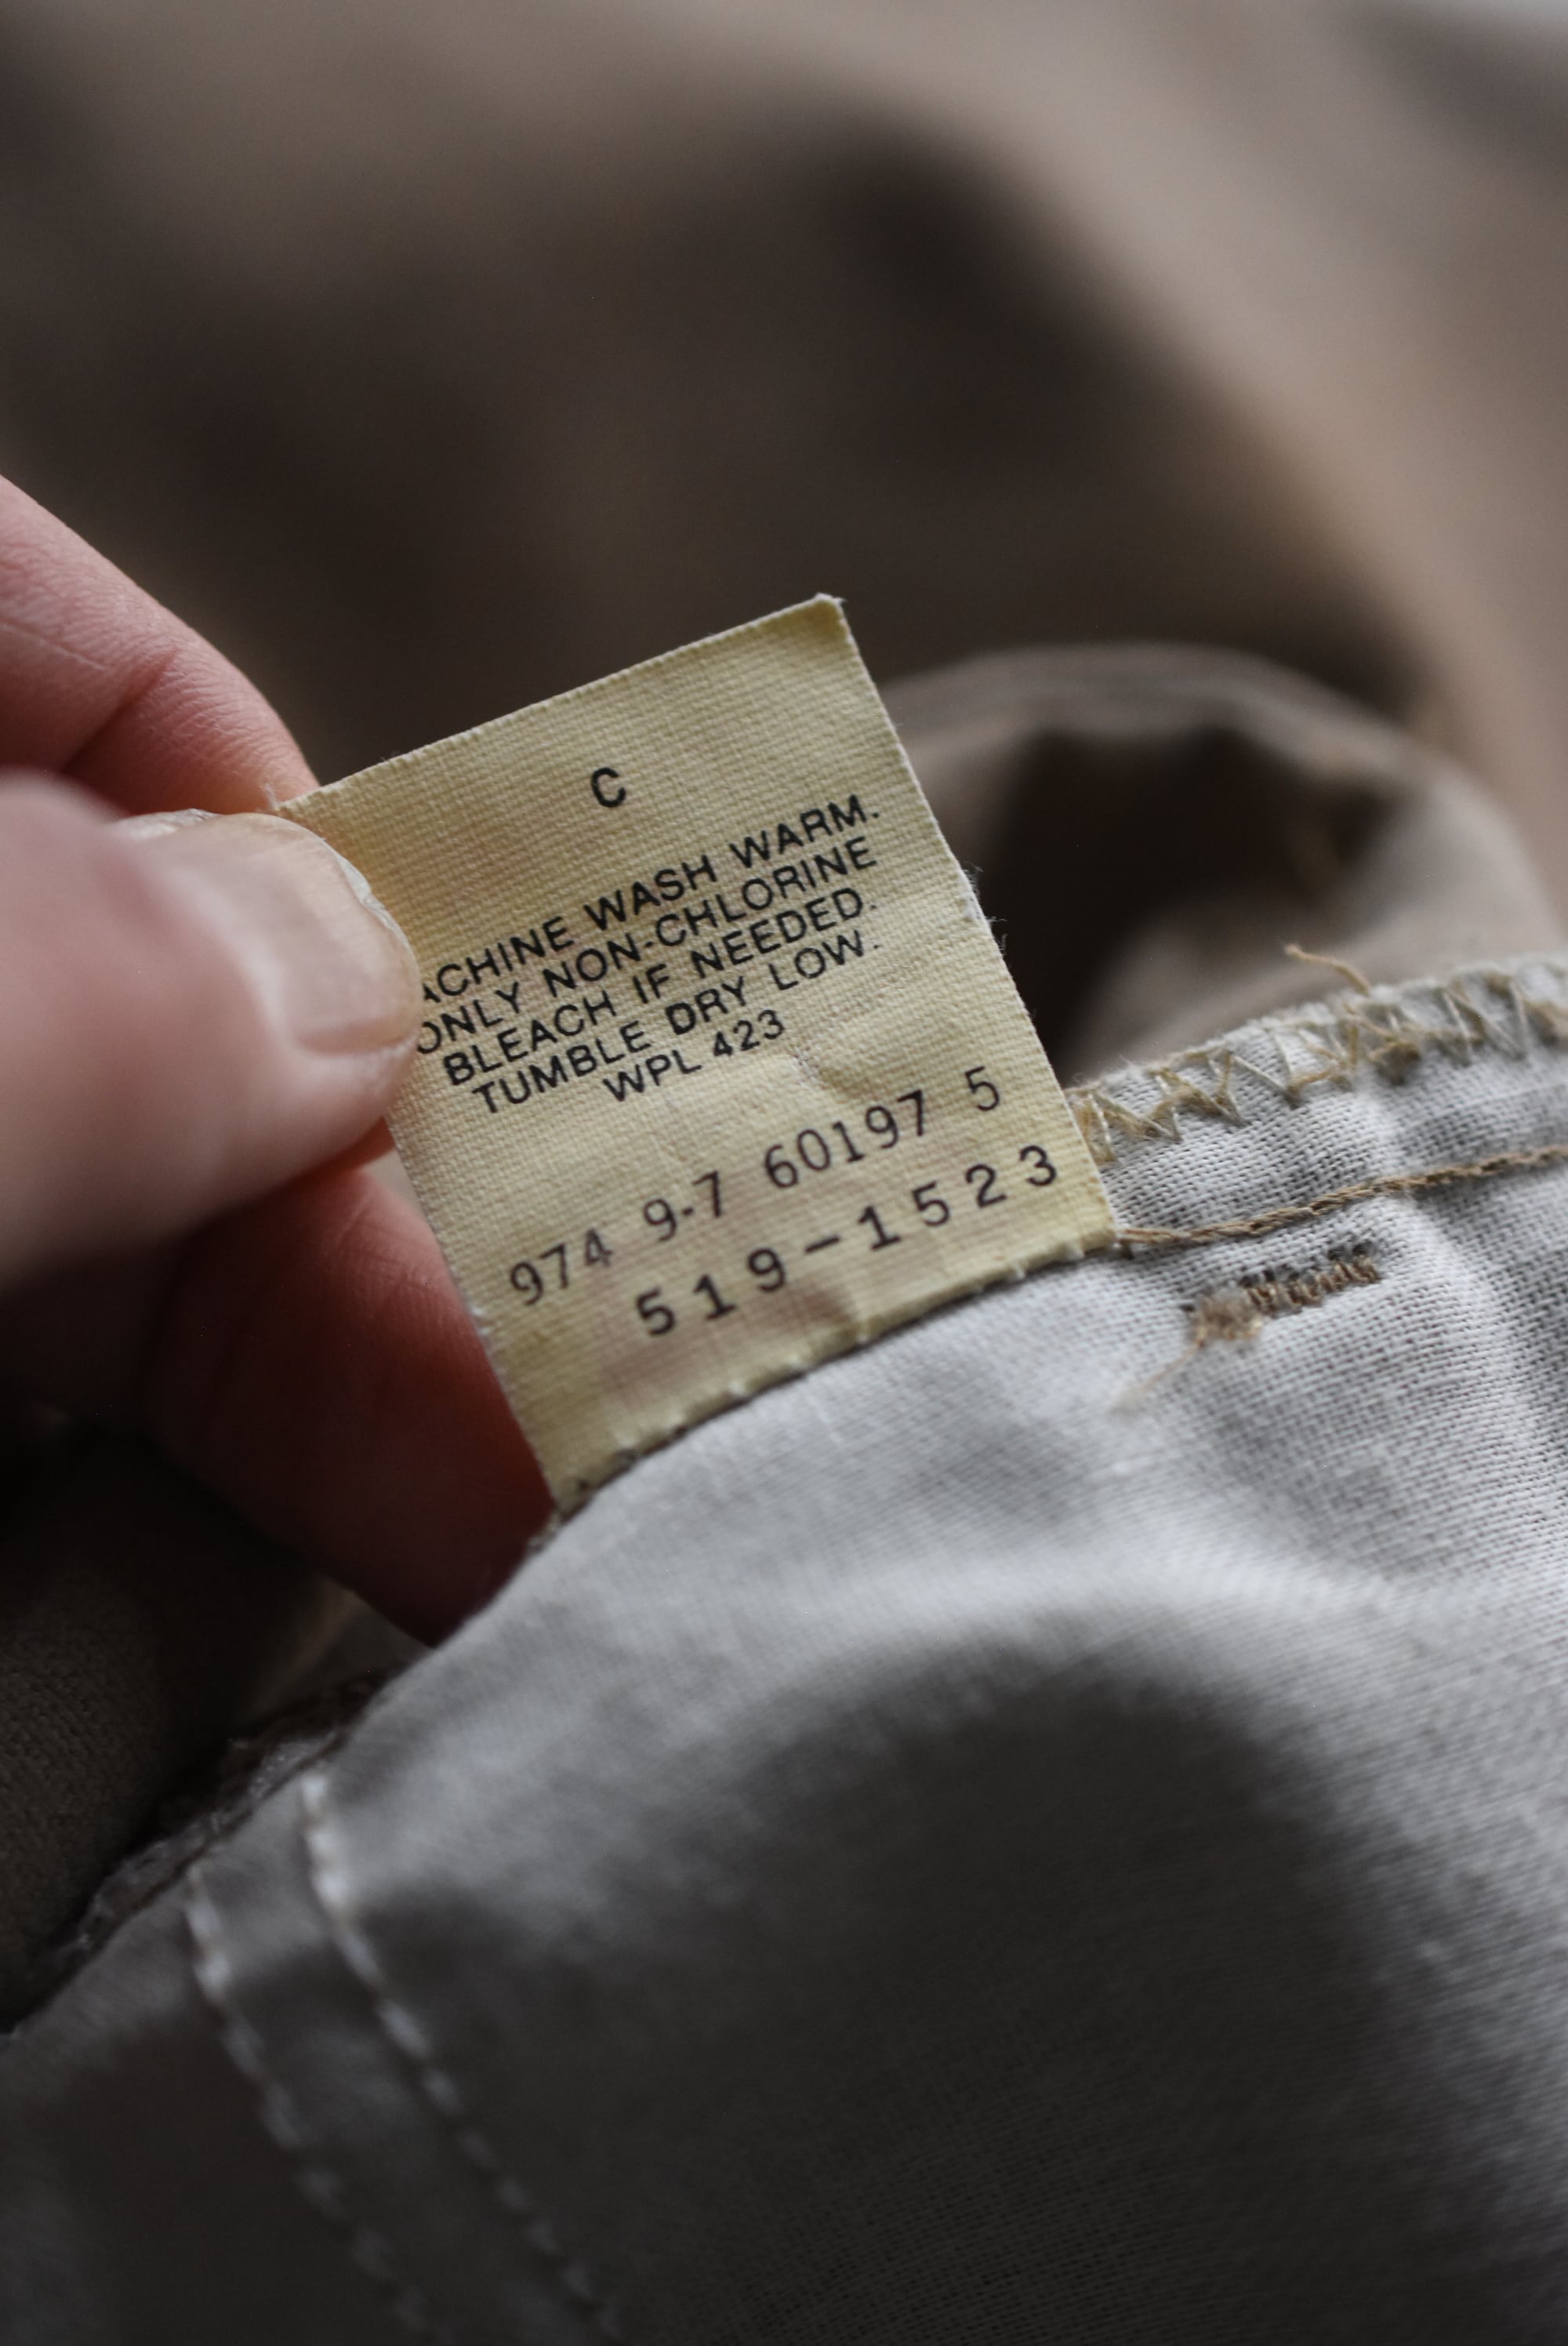 C
ACHINE WASH WARM.
ONLY NON-CHLORINE
BLEACH IF NEEDED.
TUMBLE DRY LOW.
WPL 423
974 9-7 60197 5
519-1523